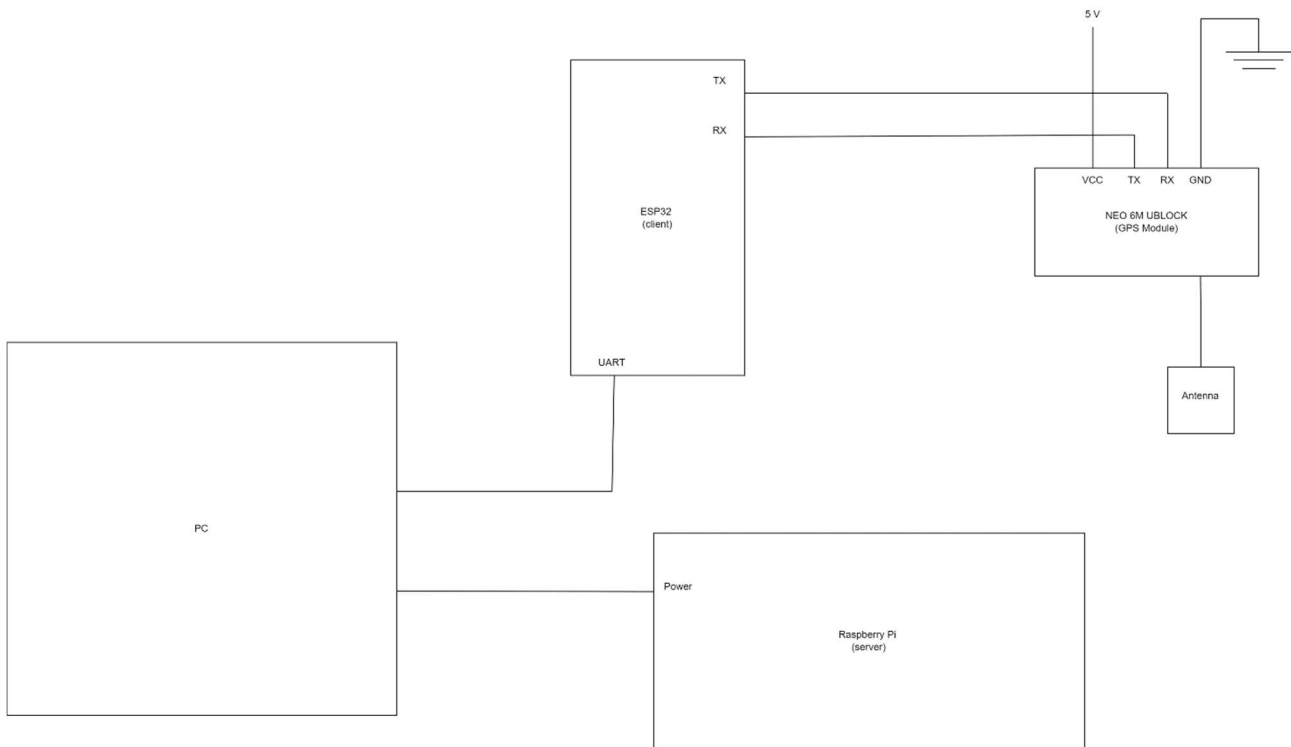 5 V
TX
RX
VCC TX RX GND
ESP32
(client)
NEO 6M UBLOCK
(GPS Module)
UART
Antenna
PC
Power
Raspberry Pi
(server)